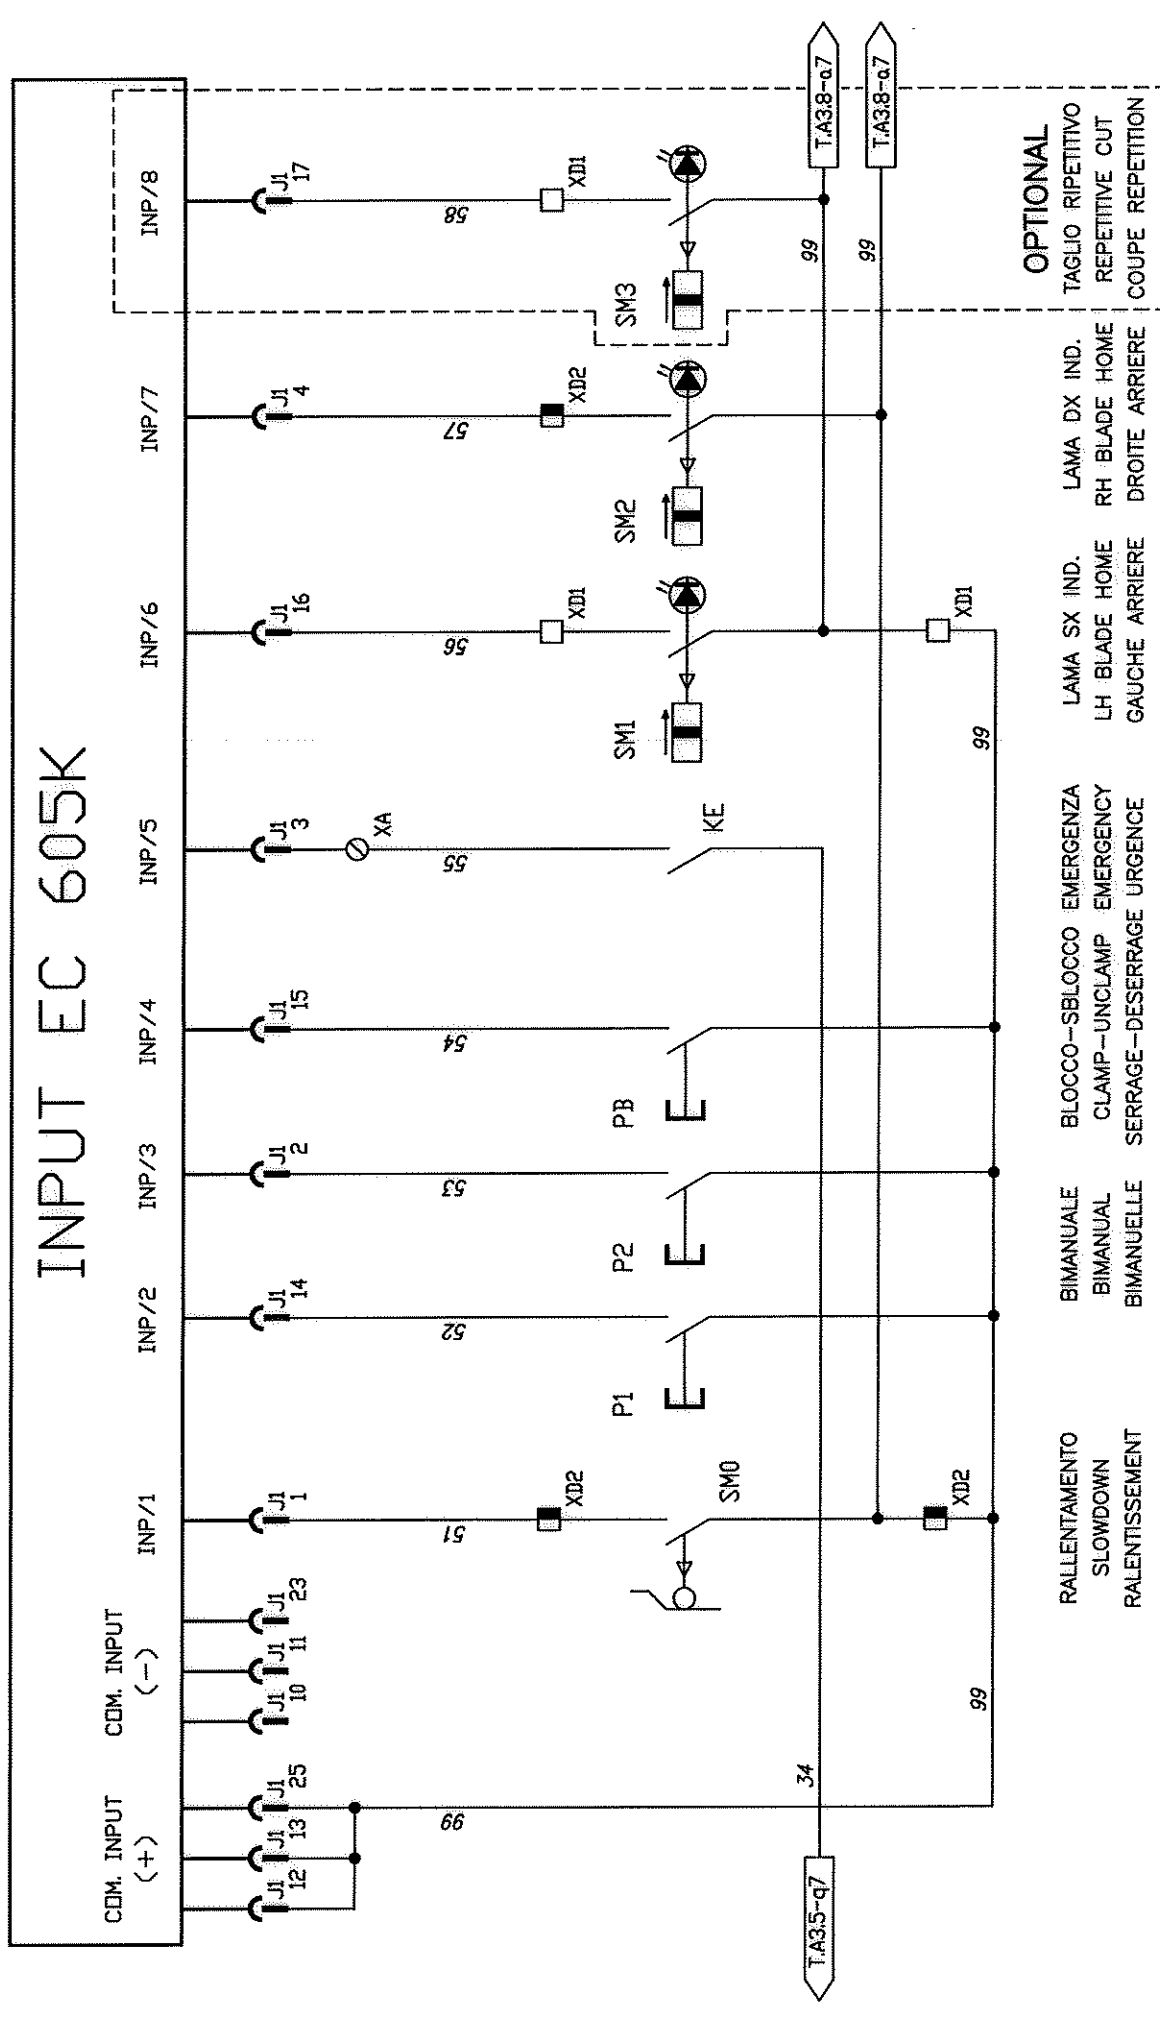 INPUT EC 605K
COM. INPUT
(+)
COM. INPUT
(-)
INP/1
INP/2
INP/3
INP/4
INP/5
INP/6
INP/7
INP/8
J1
12
J1
13
J1
25
J1
10
J1
11
J1
23
J1
1
J1
14
J1
2
J1
15
J1
3
J1
16
J1
4
J1
17
XA
99
51
52
53
54
55
56
57
58
XD2
XD1
XD2
XD1
P1
P2
PB
SM1
SM2
SM3
SM0
KE
T.A3.5-q7
34
99
99
T.A3.8-a7
T.A3.8-a7
XD2
XD1
99
99
OPTIONAL
RALLENTAMENTO
SLOWDOWN
RALENTISSEMENT
BIMANUALE
BIMANUAL
BIMANUELLE
BLOCCO-SBLOCCO
CLAMP-UNCLAMP
SERRAGE-DESERRAGE
EMERGENZA
EMERGENCY
URGENCE
LAMA SX IND.
LH BLADE HOME
GAUCHE ARRIERE
LAMA DX IND.
RH BLADE HOME
DROITE ARRIERE
TAGLIO RIPETITIVO
REPETITIVE CUT
COUPE REPETITION